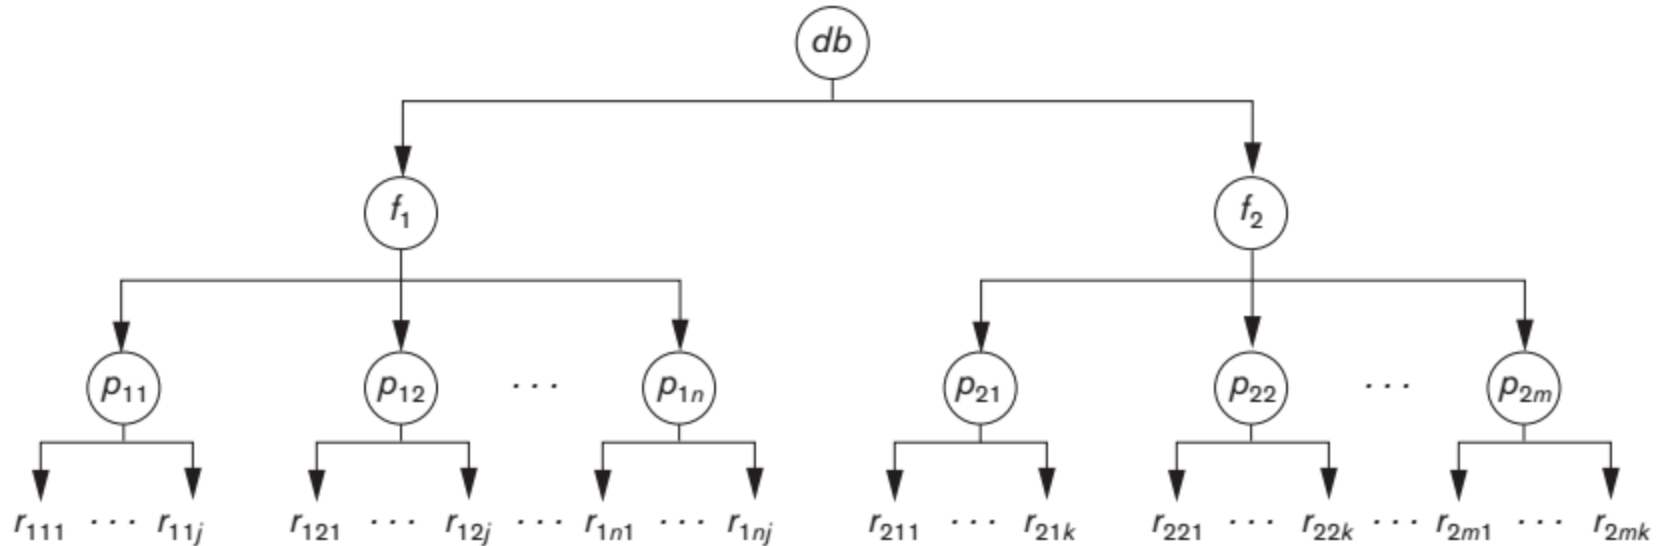 db
f₁ f₂
p₁₁ p₁₂ ··· p₁ₙ p₂₁ p₂₂ ··· p₂ₘ
r₁₁₁ ··· r₁₁ⱼ r₁₂₁ ··· r₁₂ⱼ ··· r₁ₙ₁ ··· r₁ₙⱼ r₂₁₁ ··· r₂₁ₖ r₂₂₁ ··· r₂₂ₖ ··· r₂ₘ₁ ··· r₂ₘₖ